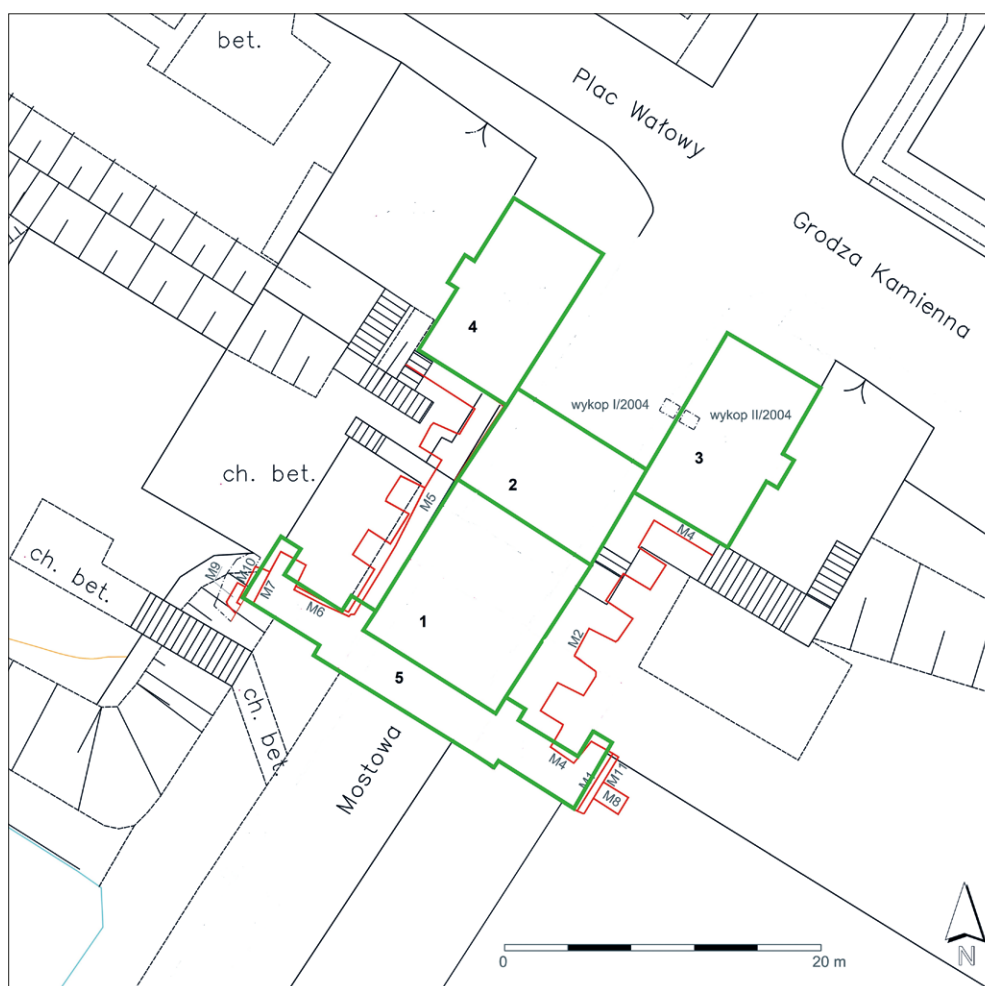 bet.
Plac Wałowy
Grodza Kamienna
4
wykop I/2004
wykop II/2004
3
ch. bet.
2
M5
M4
ch. bet.
M9
M10
M7
M6
1
M2
5
ch. bet.
Mostowa
M4
M1
M11
M8
0
20 m
N